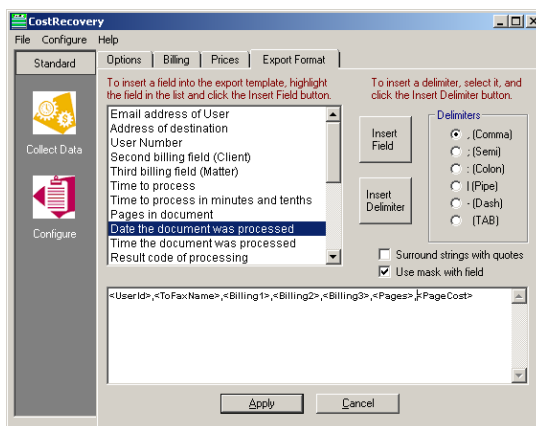 CostRecovery
File Configure Help
Standard
Options Billing Prices Export Format
To insert a field into the export template, highlight
the field in the list and click the Insert Field button.
To insert a delimiter, select it, and
click the Insert Delimiter button.
Email address of User
Address of destination
User Number
Second billing field (Client)
Third billing field (Matter)
Time to process
Time to process in minutes and tenths
Pages in document
Date the document was processed
Time the document was processed
Result code of processing
Insert
Field
Insert
Delimiter
Delimiters
, (Comma)
; (Semi)
: (Colon)
| (Pipe)
- (Dash)
(TAB)
Collect Data
Configure
Surround strings with quotes
Use mask with field
<UserId>,<ToFaxName>,<Billing1>,<Billing2>,<Billing3>,<Pages>,<PageCost>
Apply Cancel